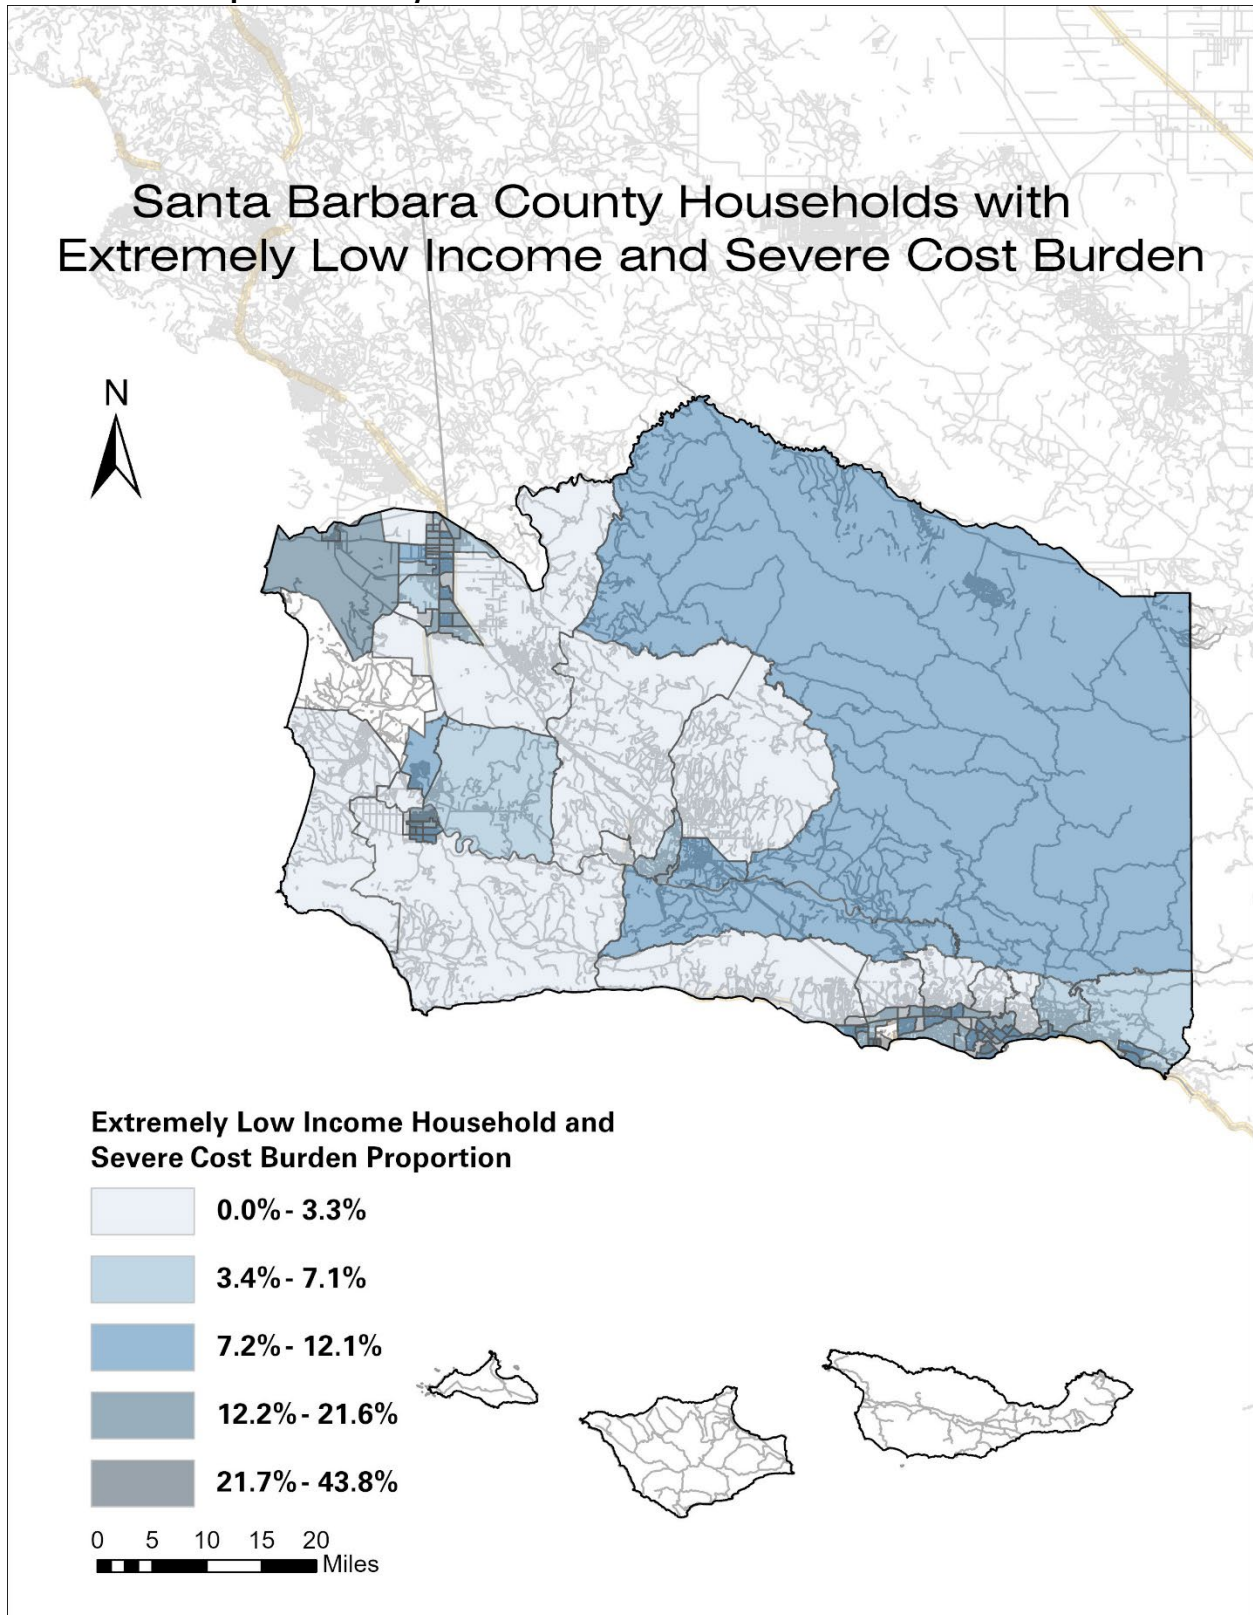 Santa Barbara County Households with
Extremely Low Income and Severe Cost Burden
N
Extremely Low Income Household and
Severe Cost Burden Proportion
0.0% - 3.3%
3.4% - 7.1%
7.2% - 12.1%
12.2% - 21.6%
21.7% - 43.8%
0 5 10 15 20
Miles